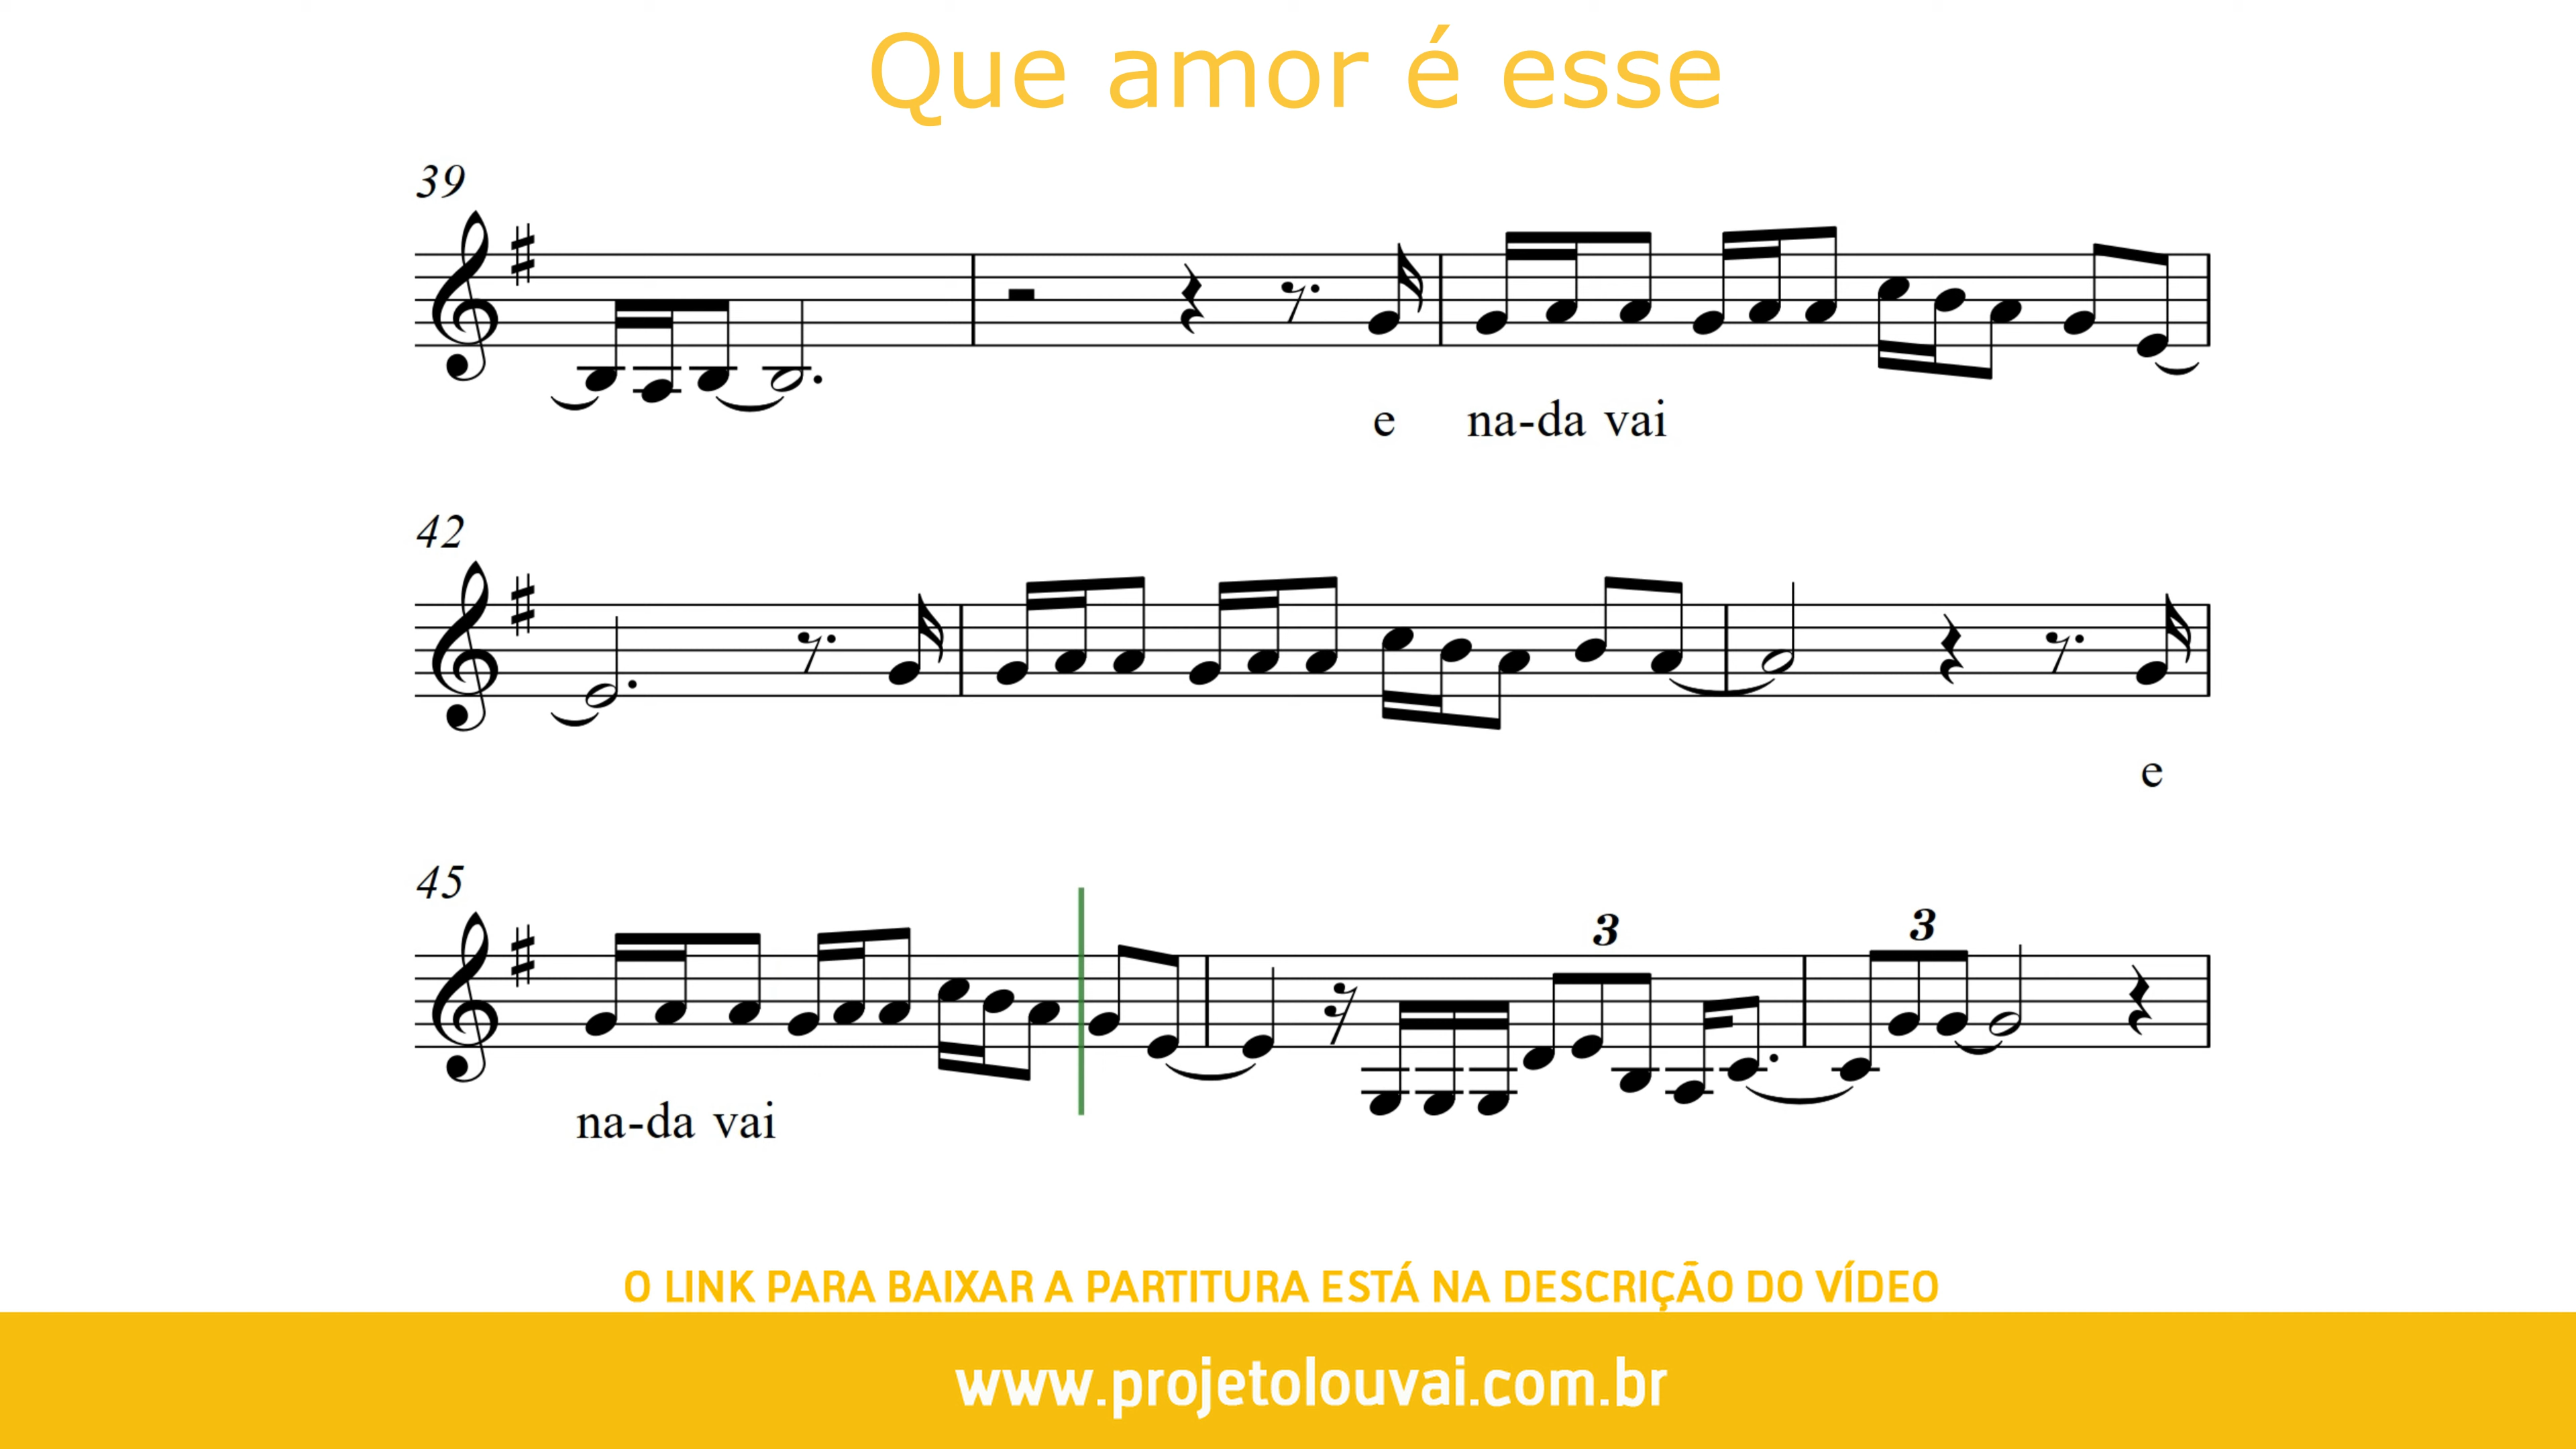 Que amor é esse
39
e na-da vai
42
e
45
3 3
na-da vai
O LINK PARA BAIXAR A PARTITURA ESTÁ NA DESCRIÇÃO DO VÍDEO
www.projetolouvai.com.br